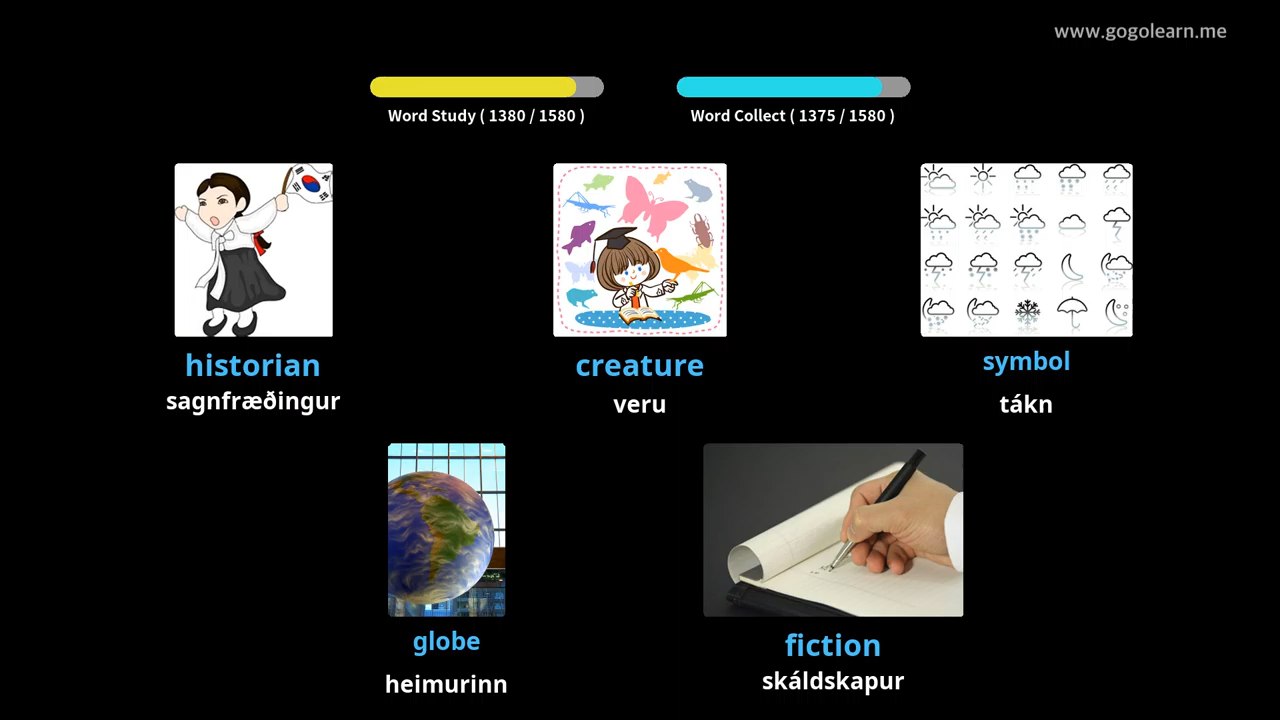 www.gogolearn.me
Word Study ( 1380 / 1580 )
Word Collect ( 1375 / 1580 )
historian
sagnfræðingur
creature
veru
symbol
tákn
globe
heimurinn
fiction
skáldskapur